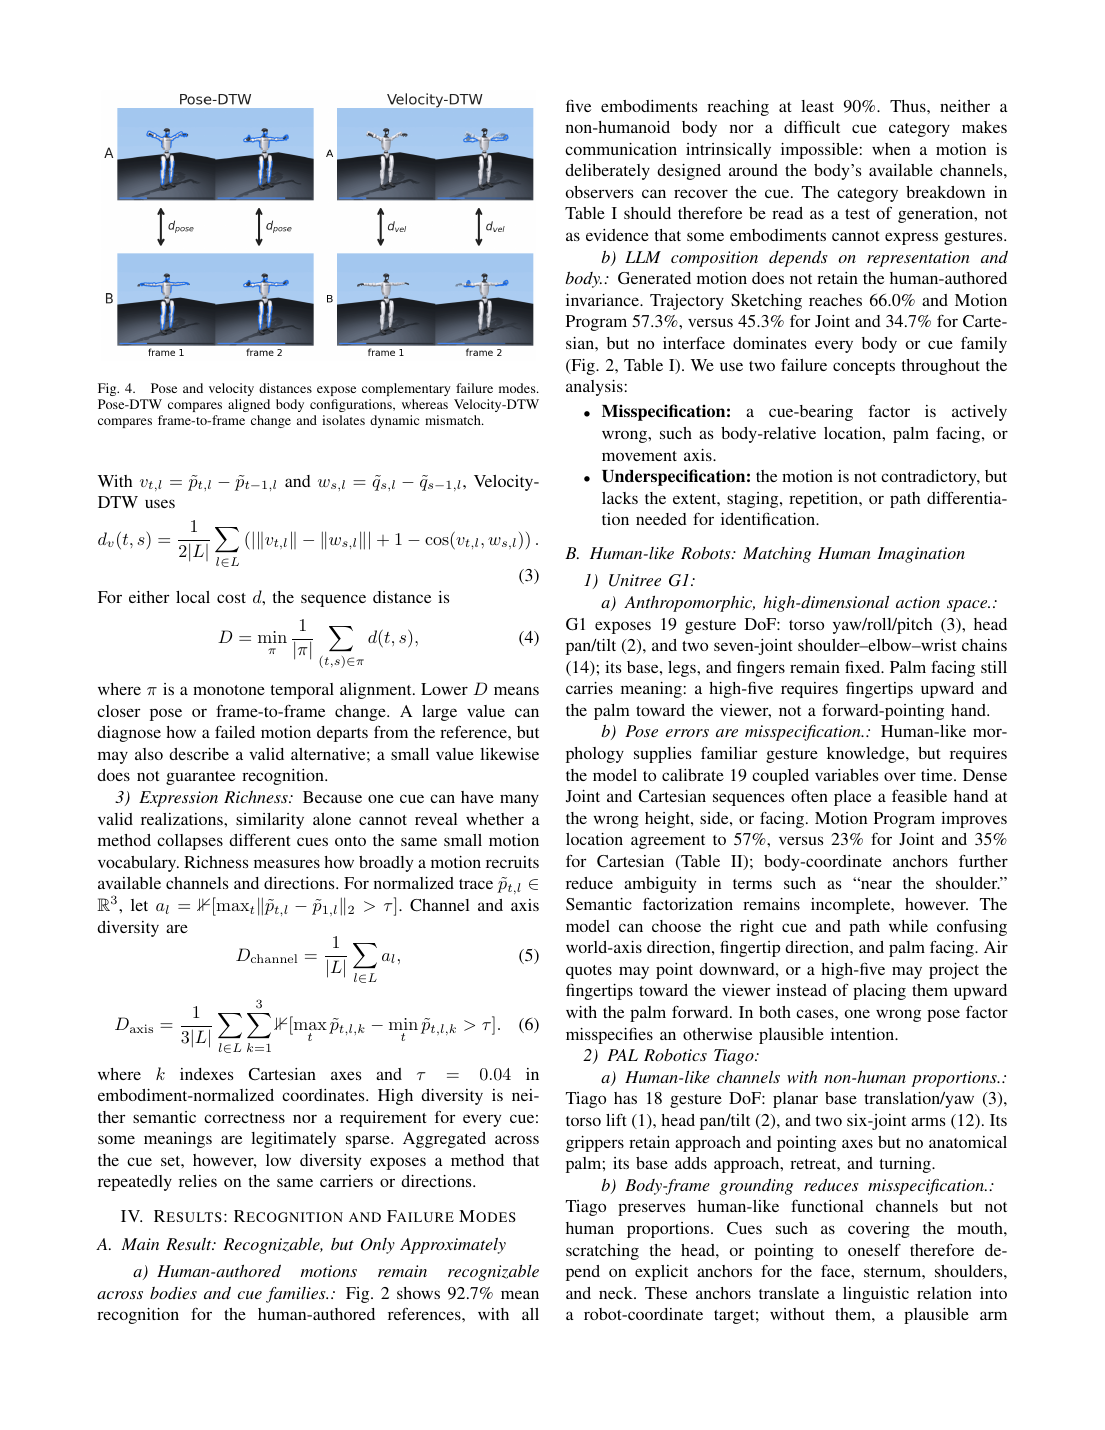 Pose-DTW
Velocity-DTW
A
A
d_pose
d_pose
d_vel
d_vel
B
B
frame 1
frame 2
frame 1
frame 2
Fig. 4. Pose and velocity distances expose complementary failure modes.
Pose-DTW compares aligned body configurations, whereas Velocity-DTW
compares frame-to-frame change and isolates dynamic mismatch.
With v_{t,l} = p̃_{t,l} − p̃_{t−1,l} and w_{s,l} = q̃_{s,l} − q̃_{s−1,l}, Velocity-
DTW uses
d_v(t, s) = 1/(2|L|) ∑_{l∈L} (|‖v_{t,l}‖ − ‖w_{s,l}‖| + 1 − cos(v_{t,l}, w_{s,l})) .
(3)
For either local cost d, the sequence distance is
D = min_π 1/|π| ∑_{(t,s)∈π} d(t, s), (4)
where π is a monotone temporal alignment. Lower D means
closer pose or frame-to-frame change. A large value can
diagnose how a failed motion departs from the reference, but
may also describe a valid alternative; a small value likewise
does not guarantee recognition.
3) Expression Richness: Because one cue can have many
valid realizations, similarity alone cannot reveal whether a
method collapses different cues onto the same small motion
vocabulary. Richness measures how broadly a motion recruits
available channels and directions. For normalized trace p̃_{t,l} ∈
ℝ³, let a_l = ⊮[max_t‖p̃_{t,l} − p̃_{1,l}‖₂ > τ]. Channel and axis
diversity are
D_channel = 1/|L| ∑_{l∈L} a_l, (5)
D_axis = 1/(3|L|) ∑_{l∈L} ∑_{k=1}^{3} ⊮[max_t p̃_{t,l,k} − min_t p̃_{t,l,k} > τ]. (6)
where k indexes Cartesian axes and τ = 0.04 in
embodiment-normalized coordinates. High diversity is nei-
ther semantic correctness nor a requirement for every cue:
some meanings are legitimately sparse. Aggregated across
the cue set, however, low diversity exposes a method that
repeatedly relies on the same carriers or directions.
IV. RESULTS: RECOGNITION AND FAILURE MODES
A. Main Result: Recognizable, but Only Approximately
a) Human-authored motions remain recognizable
across bodies and cue families.: Fig. 2 shows 92.7% mean
recognition for the human-authored references, with all
five embodiments reaching at least 90%. Thus, neither a
non-humanoid body nor a difficult cue category makes
communication intrinsically impossible: when a motion is
deliberately designed around the body's available channels,
observers can recover the cue. The category breakdown in
Table I should therefore be read as a test of generation, not
as evidence that some embodiments cannot express gestures.
b) LLM composition depends on representation and
body.: Generated motion does not retain the human-authored
invariance. Trajectory Sketching reaches 66.0% and Motion
Program 57.3%, versus 45.3% for Joint and 34.7% for Carte-
sian, but no interface dominates every body or cue family
(Fig. 2, Table I). We use two failure concepts throughout the
analysis:
• Misspecification: a cue-bearing factor is actively
wrong, such as body-relative location, palm facing, or
movement axis.
• Underspecification: the motion is not contradictory, but
lacks the extent, staging, repetition, or path differentia-
tion needed for identification.
B. Human-like Robots: Matching Human Imagination
1) Unitree G1:
a) Anthropomorphic, high-dimensional action space.:
G1 exposes 19 gesture DoF: torso yaw/roll/pitch (3), head
pan/tilt (2), and two seven-joint shoulder–elbow–wrist chains
(14); its base, legs, and fingers remain fixed. Palm facing still
carries meaning: a high-five requires fingertips upward and
the palm toward the viewer, not a forward-pointing hand.
b) Pose errors are misspecification.: Human-like mor-
phology supplies familiar gesture knowledge, but requires
the model to calibrate 19 coupled variables over time. Dense
Joint and Cartesian sequences often place a feasible hand at
the wrong height, side, or facing. Motion Program improves
location agreement to 57%, versus 23% for Joint and 35%
for Cartesian (Table II); body-coordinate anchors further
reduce ambiguity in terms such as “near the shoulder.”
Semantic factorization remains incomplete, however. The
model can choose the right cue and path while confusing
world-axis direction, fingertip direction, and palm facing. Air
quotes may point downward, or a high-five may project the
fingertips toward the viewer instead of placing them upward
with the palm forward. In both cases, one wrong pose factor
misspecifies an otherwise plausible intention.
2) PAL Robotics Tiago:
a) Human-like channels with non-human proportions.:
Tiago has 18 gesture DoF: planar base translation/yaw (3),
torso lift (1), head pan/tilt (2), and two six-joint arms (12). Its
grippers retain approach and pointing axes but no anatomical
palm; its base adds approach, retreat, and turning.
b) Body-frame grounding reduces misspecification.:
Tiago preserves human-like functional channels but not
human proportions. Cues such as covering the mouth,
scratching the head, or pointing to oneself therefore de-
pend on explicit anchors for the face, sternum, shoulders,
and neck. These anchors translate a linguistic relation into
a robot-coordinate target; without them, a plausible arm